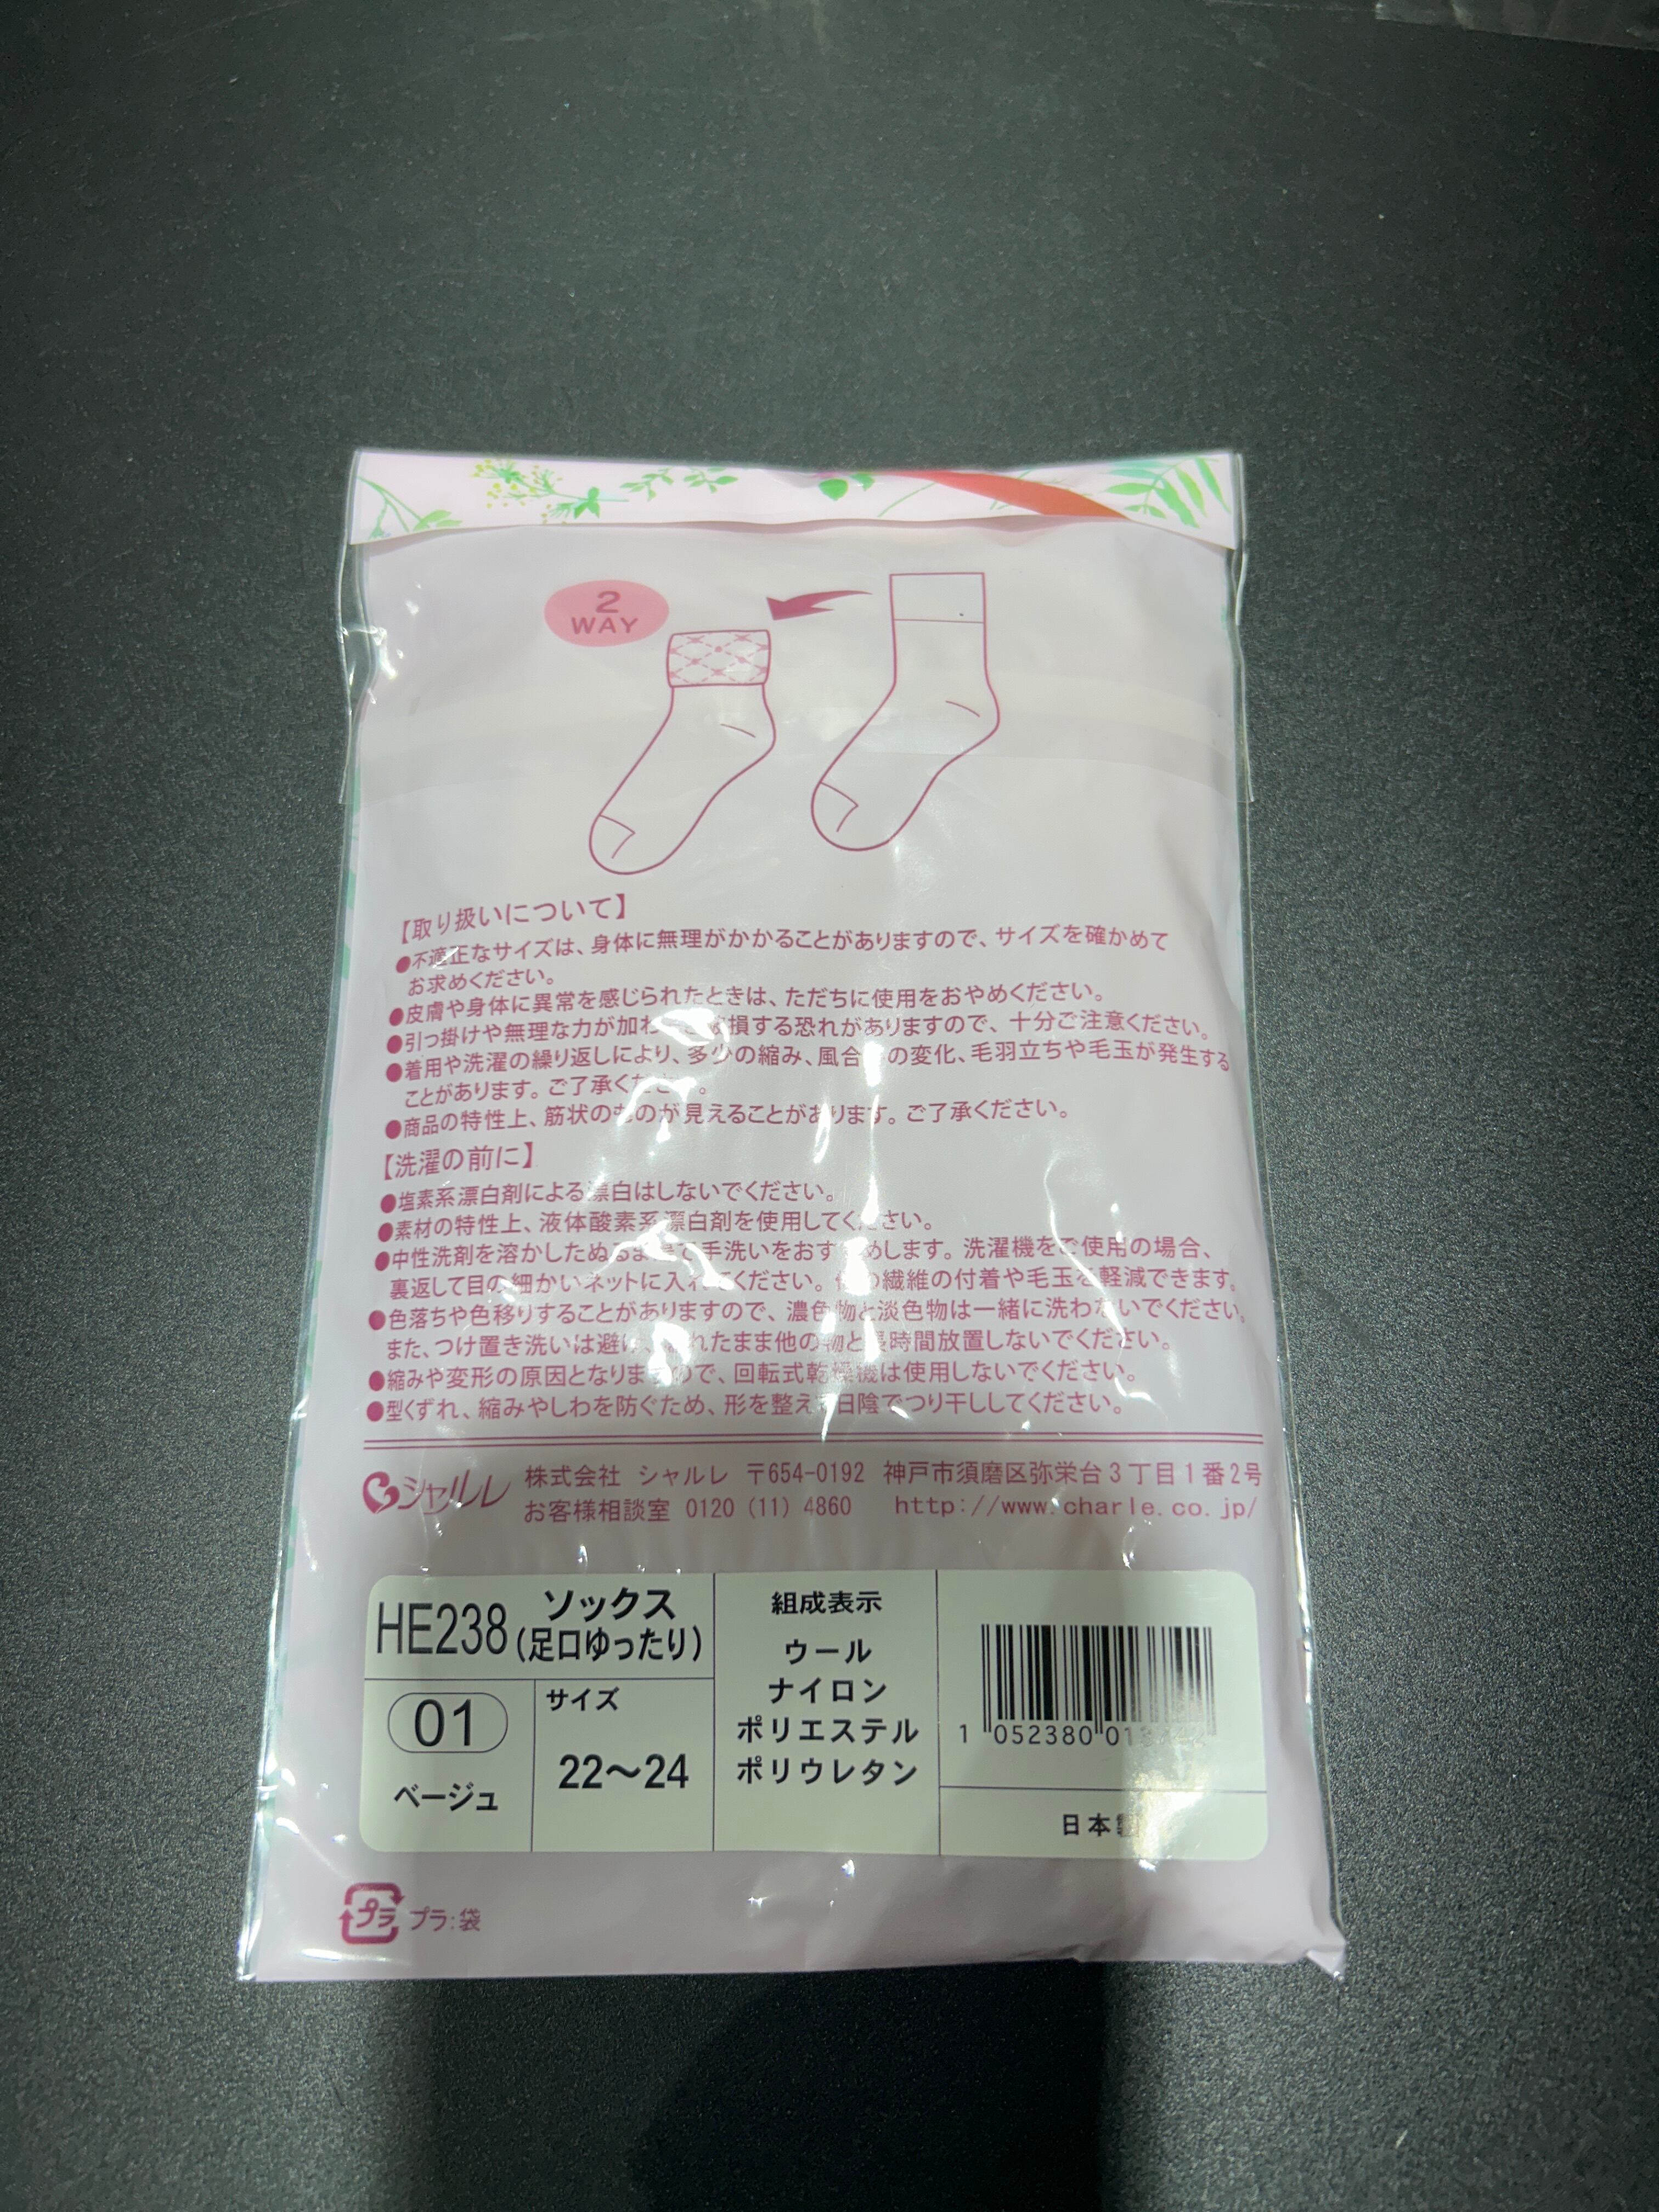 2
WAY
【取り扱いについて】
●不適正なサイズは、身体に無理がかかることがありますので、サイズを確かめて
お求めください。
●皮膚や身体に異常を感じられたときは、ただちに使用をおやめください。
●引っ掛けや無理な力が加わると破損する恐れがありますので、十分ご注意ください。
●着用や洗濯の繰り返しにより、多少の縮み、風合いの変化、毛羽立ちや毛玉が発生する
ことがあります。ご了承ください。
●商品の特性上、筋状のものが見えることがあります。ご了承ください。
【洗濯の前に】
●塩素系漂白剤による漂白はしないでください。
●素材の特性上、液体酸素系漂白剤を使用してください。
●中性洗剤を溶かしたぬるま湯で手洗いをおすすめします。洗濯機をご使用の場合、
裏返して目の細かいネットに入れてください。他の繊維の付着や毛玉を軽減できます。
●色落ちや色移りすることがありますので、濃色物と淡色物は一緒に洗わないでください。
また、つけ置き洗いは避け、濡れたまま他の物と長時間放置しないでください。
●縮みや変形の原因となりますので、回転式乾燥機は使用しないでください。
●型くずれ、縮みやしわを防ぐため、形を整えて日陰でつり干ししてください。
シャルレ 株式会社 シャルレ 〒654-0192 神戸市須磨区弥栄台3丁目1番2号
お客様相談室 0120 (11) 4860 http://www.charle.co.jp/
HE238 ソックス
(足口ゆったり)
01
ベージュ
サイズ
22～24
組成表示
ウール
ナイロン
ポリエステル
ポリウレタン
1 052380 01
日本製
プラ プラ:袋